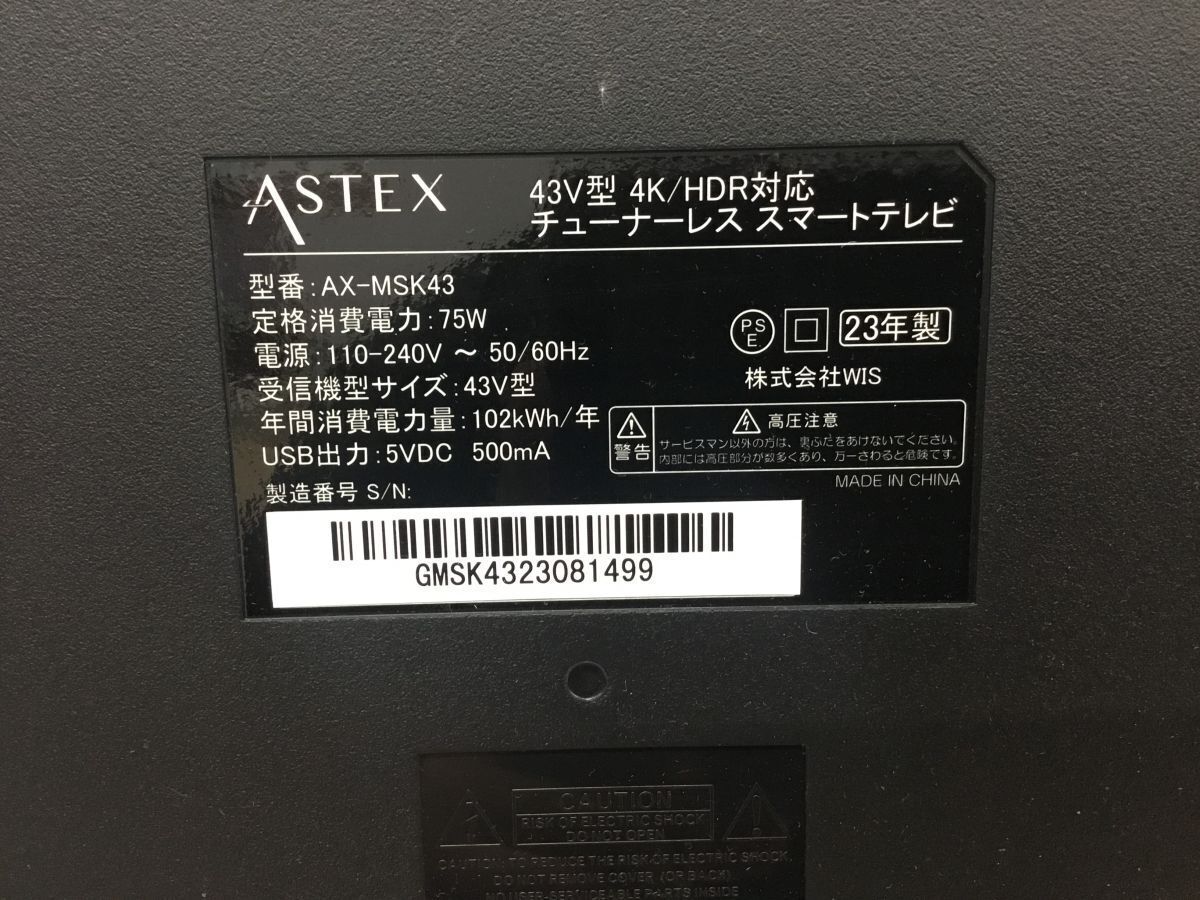 ASTEX
43V型 4K/HDR対応
チューナーレス スマートテレビ
型番:AX-MSK43
定格消費電力:75W
電源:110-240V ～ 50/60Hz
受信機型サイズ:43V型
年間消費電力量:102kWh/年
USB出力:5VDC 500mA
製造番号 S/N:
PS
E
23年製
株式会社WIS
警告
高圧注意
サービスマン以外の方は、裏ぶたをあけないでください。
内部には高圧部分が数多くあり、万一さわると危険です。
MADE IN CHINA
GMSK4323081499
CAUTION
RISK OF ELECTRIC SHOCK
DO NOT OPEN
CAUTION: TO REDUCE THE RISK OF ELECTRIC SHOCK,
DO NOT REMOVE COVER (OR BACK)
NO USER-SERVICEABLE PARTS INSIDE